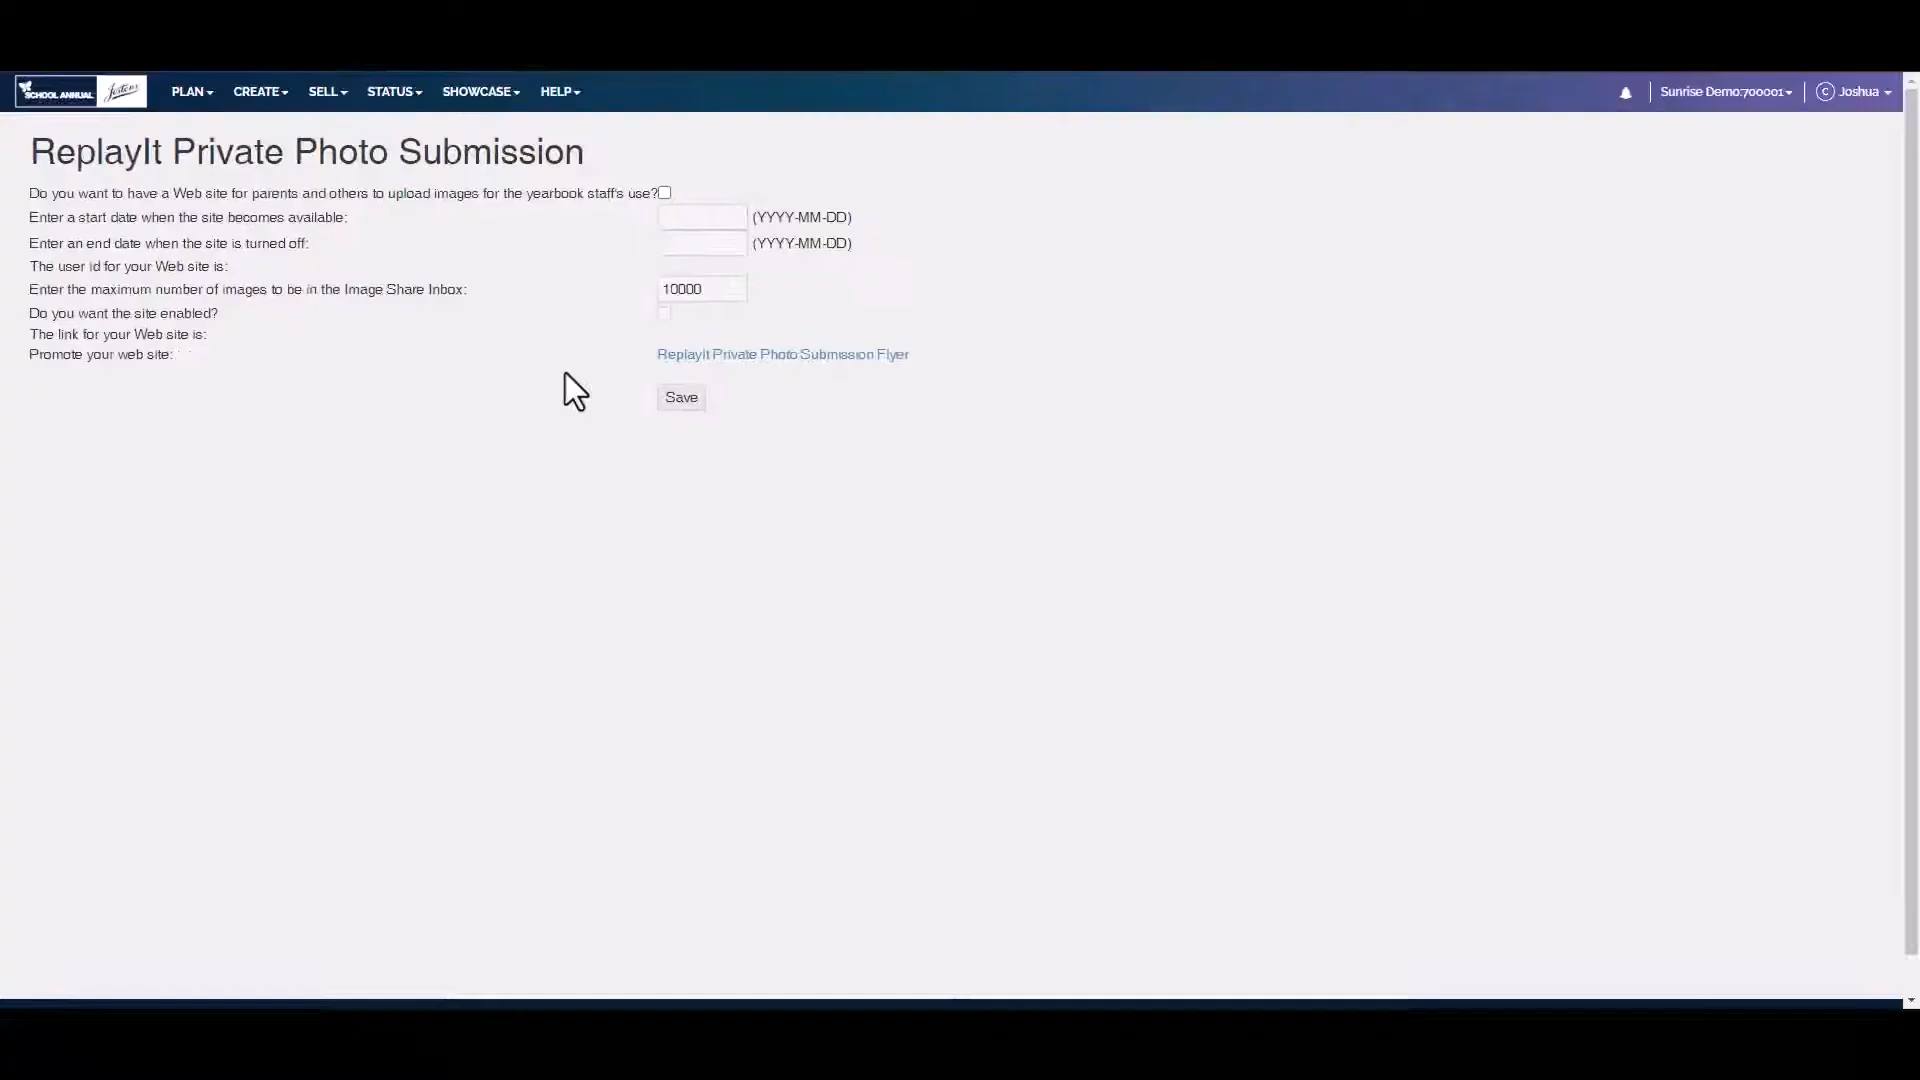 SCHOOL ANNUAL Jostens PLAN CREATE SELL STATUS SHOWCASE HELP Sunrise Demo:700001 C Joshua
ReplayIt Private Photo Submission
Do you want to have a Web site for parents and others to upload images for the yearbook staff's use?
Enter a start date when the site becomes available: (YYYY-MM-DD)
Enter an end date when the site is turned off: (YYYY-MM-DD)
The user id for your Web site is:
Enter the maximum number of images to be in the Image Share Inbox: 10000
Do you want the site enabled?
The link for your Web site is:
Promote your web site: ReplayIt Private Photo Submission Flyer
Save